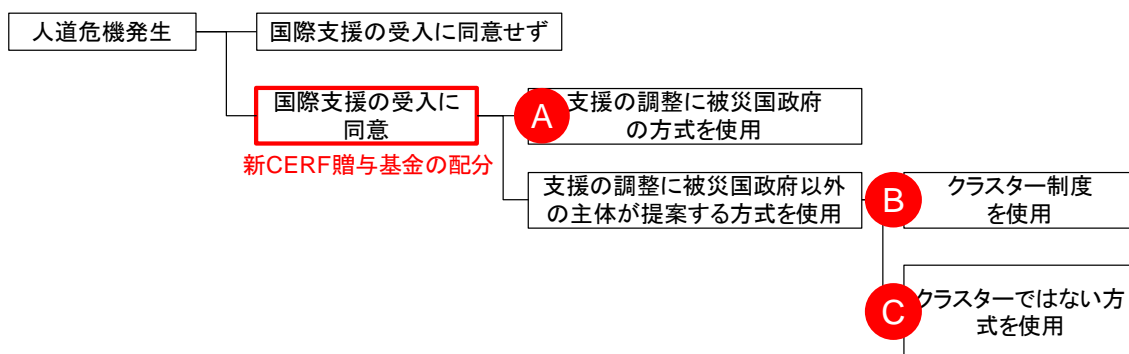 人道危機発生
国際支援の受入に同意せず
国際支援の受入に
同意
新CERF贈与基金の配分
A
支援の調整に被災国政府
の方式を使用
支援の調整に被災国政府以外
の主体が提案する方式を使用
B
クラスター制度
を使用
C
クラスターではない方
式を使用